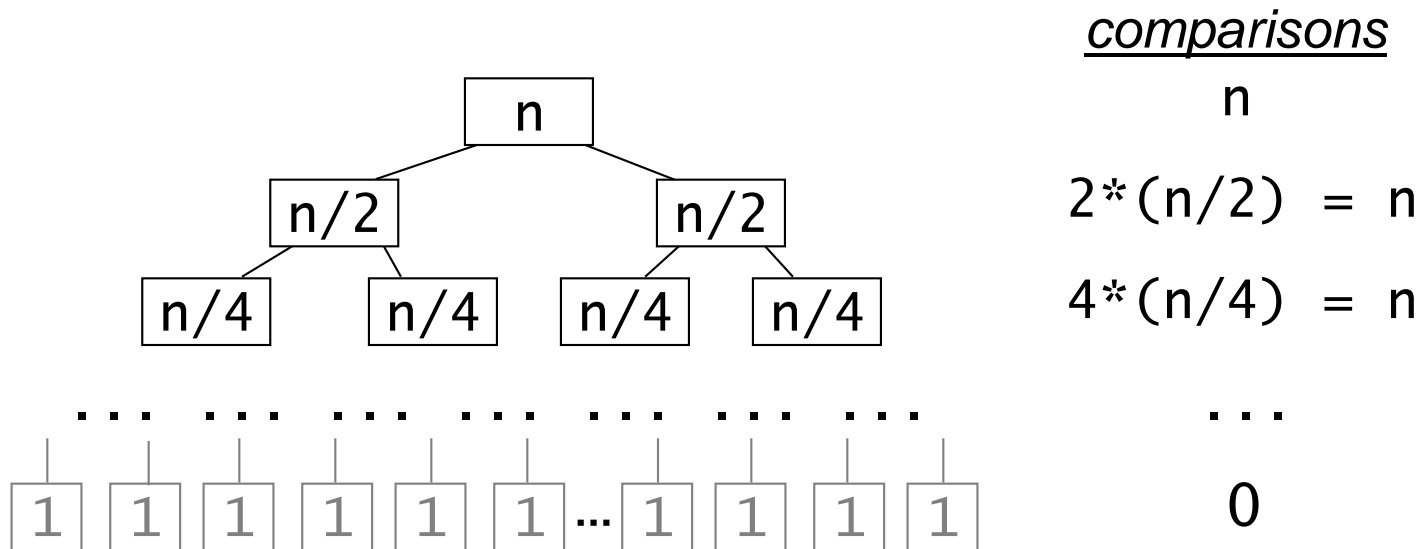 comparisons
n n
n/2 n/2 2*(n/2) = n
n/4 n/4 n/4 n/4 4*(n/4) = n
... ... ... ... ... ... ... ...
1 1 1 1 1 1 ... 1 1 1 1 0